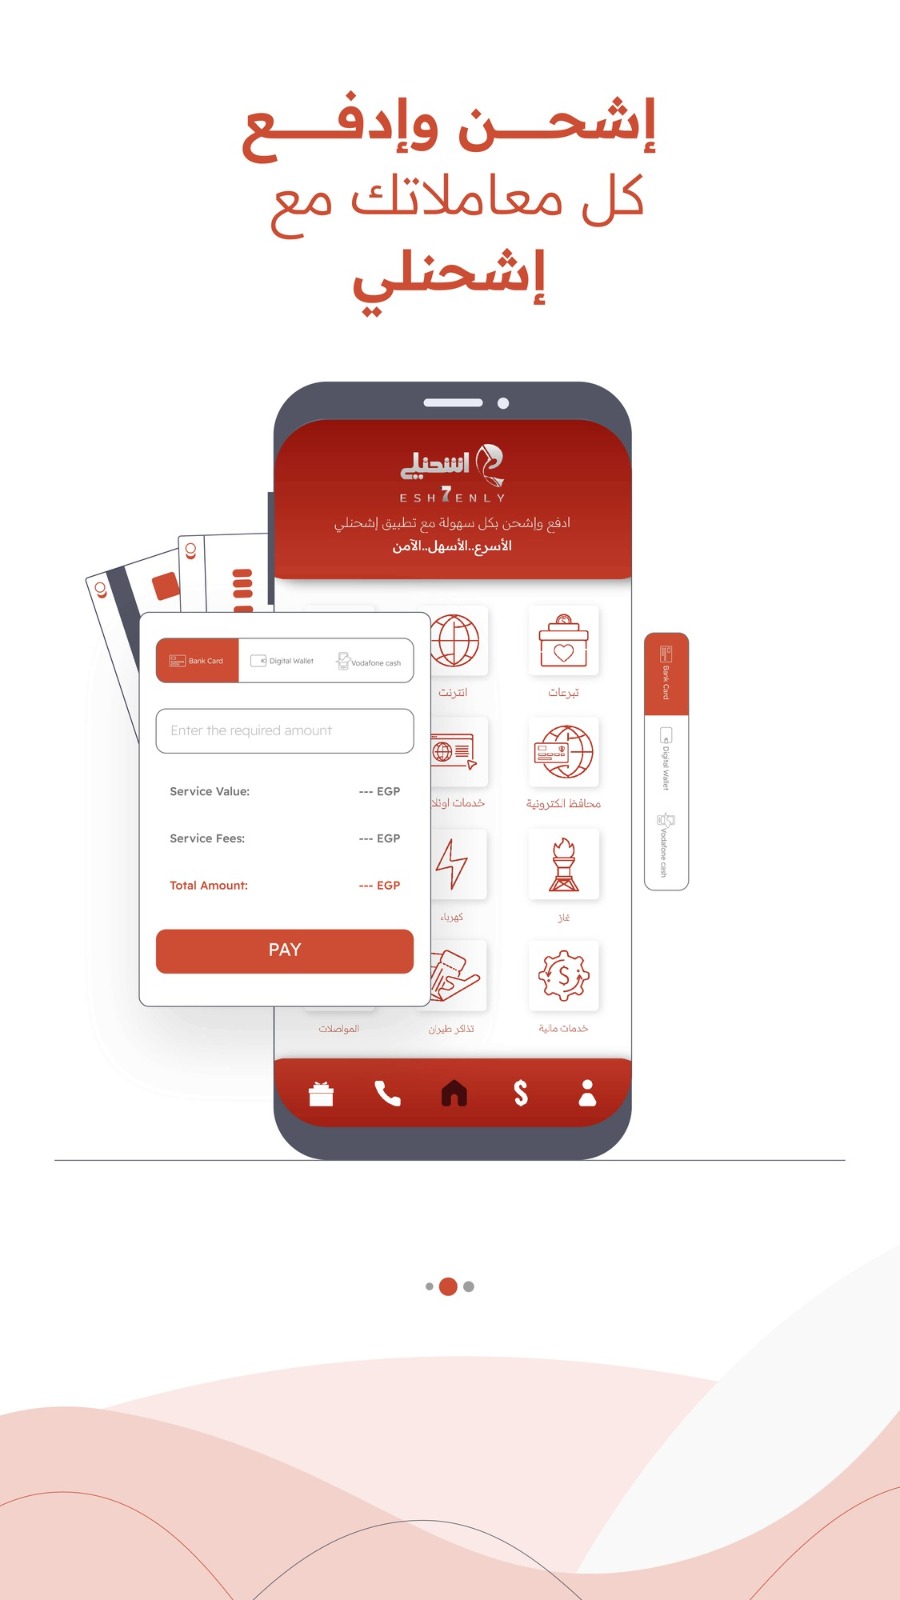 إشحن وإدفع
كل معاملاتك مع
إشحنلي
اشحنلي
ESH7ENLY
ادفع وإشحن بكل سهولة مع تطبيق إشحنلي
الأسرع..الأسهل..الآمن
Bank Card
Digital Wallet
Vodafone cash
Enter the required amount
Service Value: --- EGP
Service Fees: --- EGP
Total Amount: --- EGP
PAY
تبرعات
انترنت
محافظ الكترونية
خدمات اونلا
غاز
كهرباء
خدمات مالية
تذاكر طيران
المواصلات
Bank Card
Digital Wallet
Vodafone cash